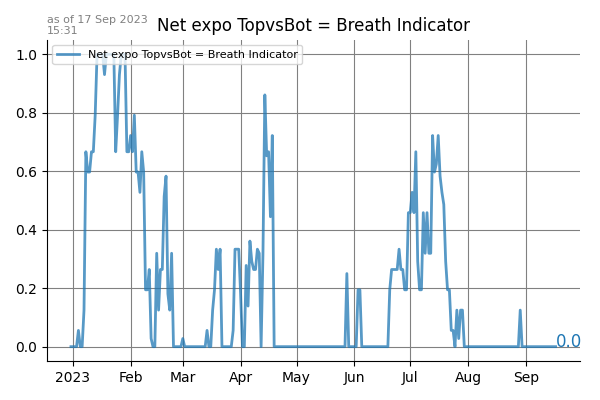 as of 17 Sep 2023
15:31
Net expo TopvsBot = Breath Indicator
Net expo TopvsBot = Breath Indicator
1.0
0.8
0.6
0.4
0.2
0.0
0.0
2023 Feb Mar Apr May Jun Jul Aug Sep